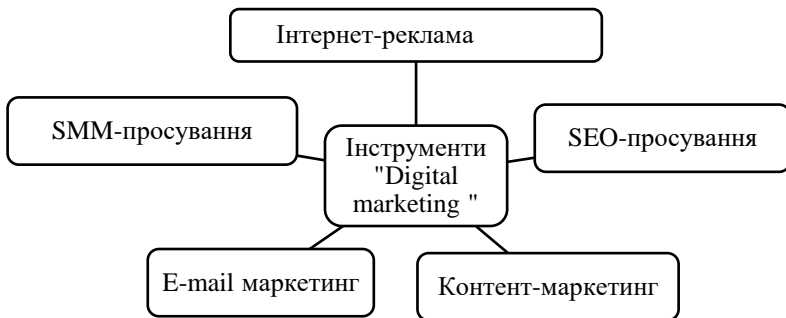 Інтернет-реклама
SMM-просування
SEO-просування
Інструменти
"Digital
marketing "
E-mail маркетинг
Контент-маркетинг